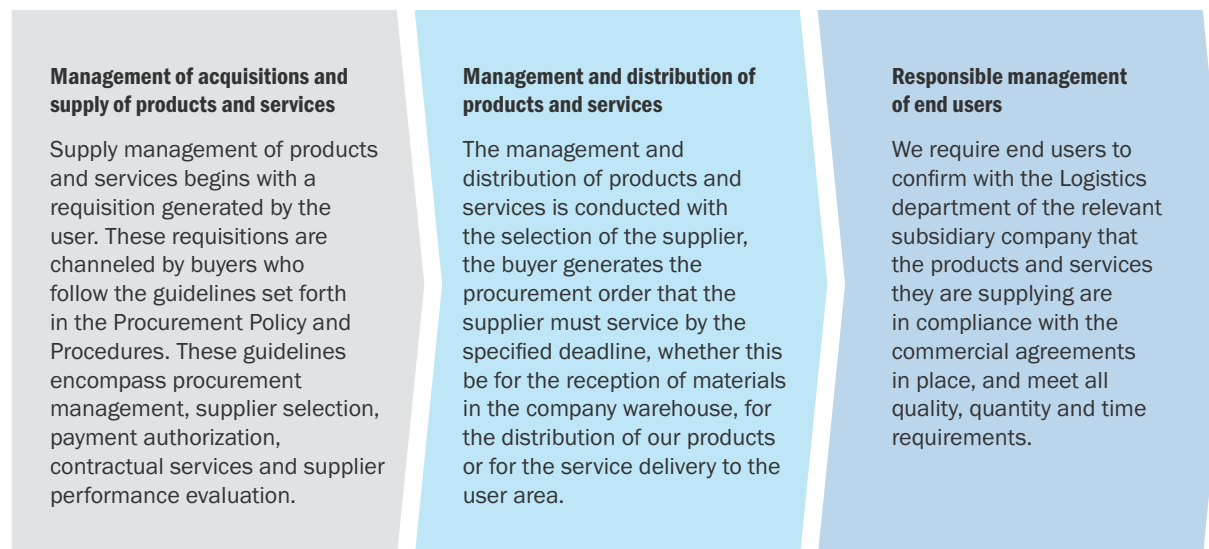 Management of acquisitions and
supply of products and services
Supply management of products
and services begins with a
requisition generated by the
user. These requisitions are
channeled by buyers who
follow the guidelines set forth
in the Procurement Policy and
Procedures. These guidelines
encompass procurement
management, supplier selection,
payment authorization,
contractual services and supplier
performance evaluation.
Management and distribution of
products and services
The management and
distribution of products and
services is conducted with
the selection of the supplier,
the buyer generates the
procurement order that the
supplier must service by the
specified deadline, whether this
be for the reception of materials
in the company warehouse, for
the distribution of our products
or for the service delivery to the
user area.
Responsible management
of end users
We require end users to
confirm with the Logistics
department of the relevant
subsidiary company that
the products and services
they are supplying are
in compliance with the
commercial agreements
in place, and meet all
quality, quantity and time
requirements.